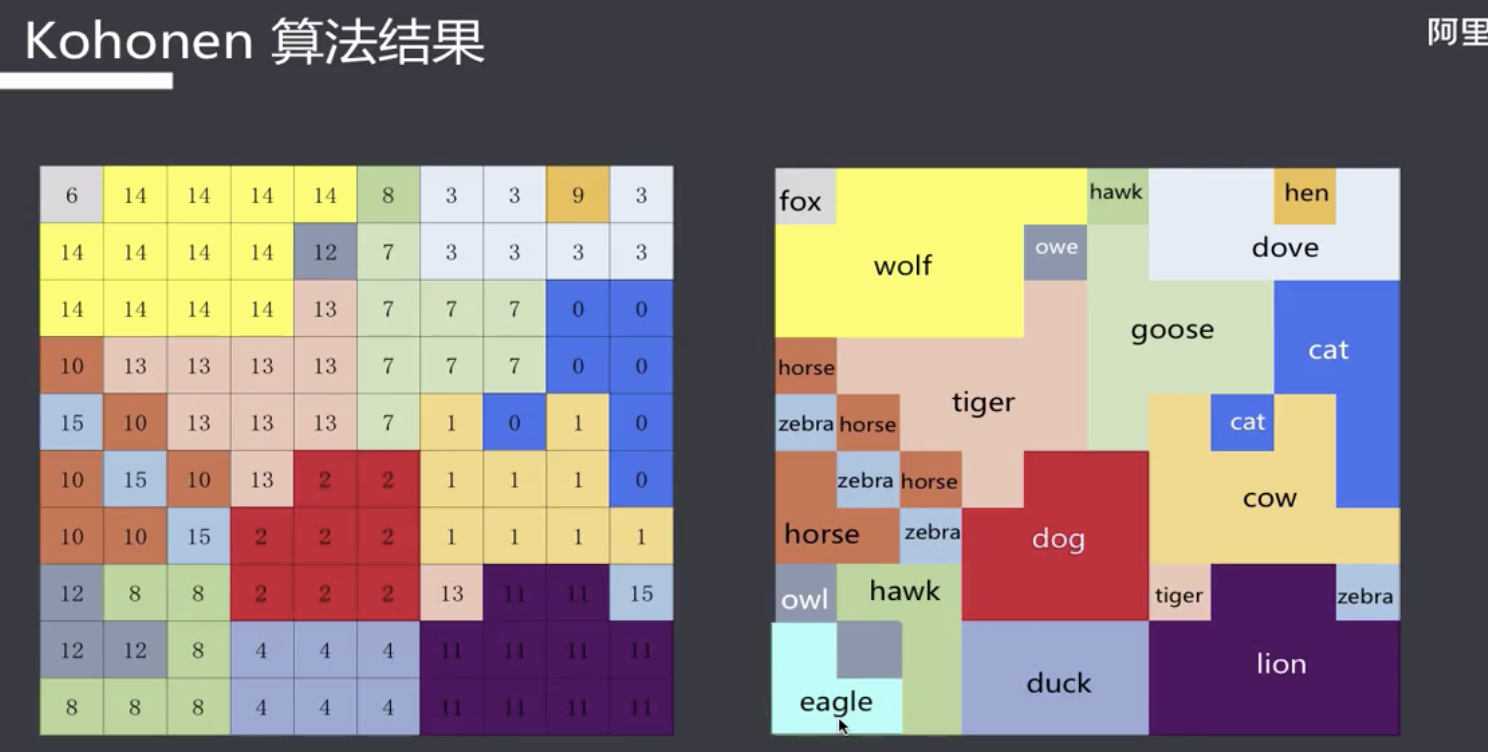 Kohonen 算法结果
阿里
6 14 14 14 14 8 3 3 9 3
14 14 14 14 12 7 3 3 3 3
14 14 14 14 13 7 7 7 0 0
10 13 13 13 13 7 7 7 0 0
15 10 13 13 13 7 1 0 1 0
10 15 10 13 2 2 1 1 1 0
10 10 15 2 2 2 1 1 1 1
12 8 8 2 2 2 13 11 11 15
12 12 8 4 4 4 11 11 11 11
8 8 8 4 4 4 11 11 11 11
fox hawk hen
wolf owe dove
goose cat
horse tiger
zebra horse cat
zebra horse cow
horse zebra dog
owl hawk tiger zebra
eagle duck lion